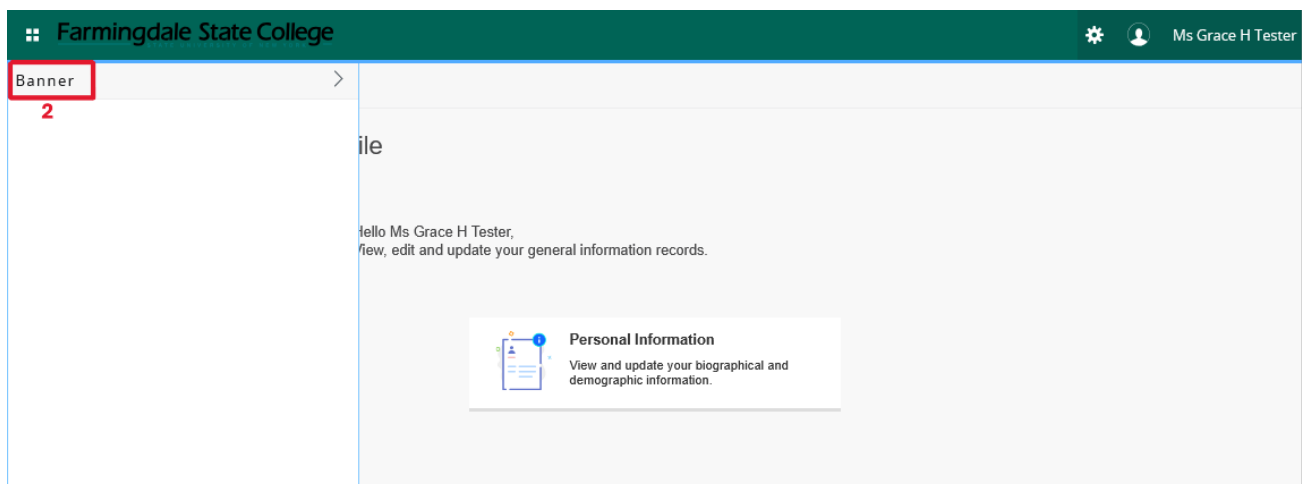 Farmingdale State College
Ms Grace H Tester
Banner
2
ile
Hello Ms Grace H Tester,
View, edit and update your general information records.
Personal Information
View and update your biographical and
demographic information.